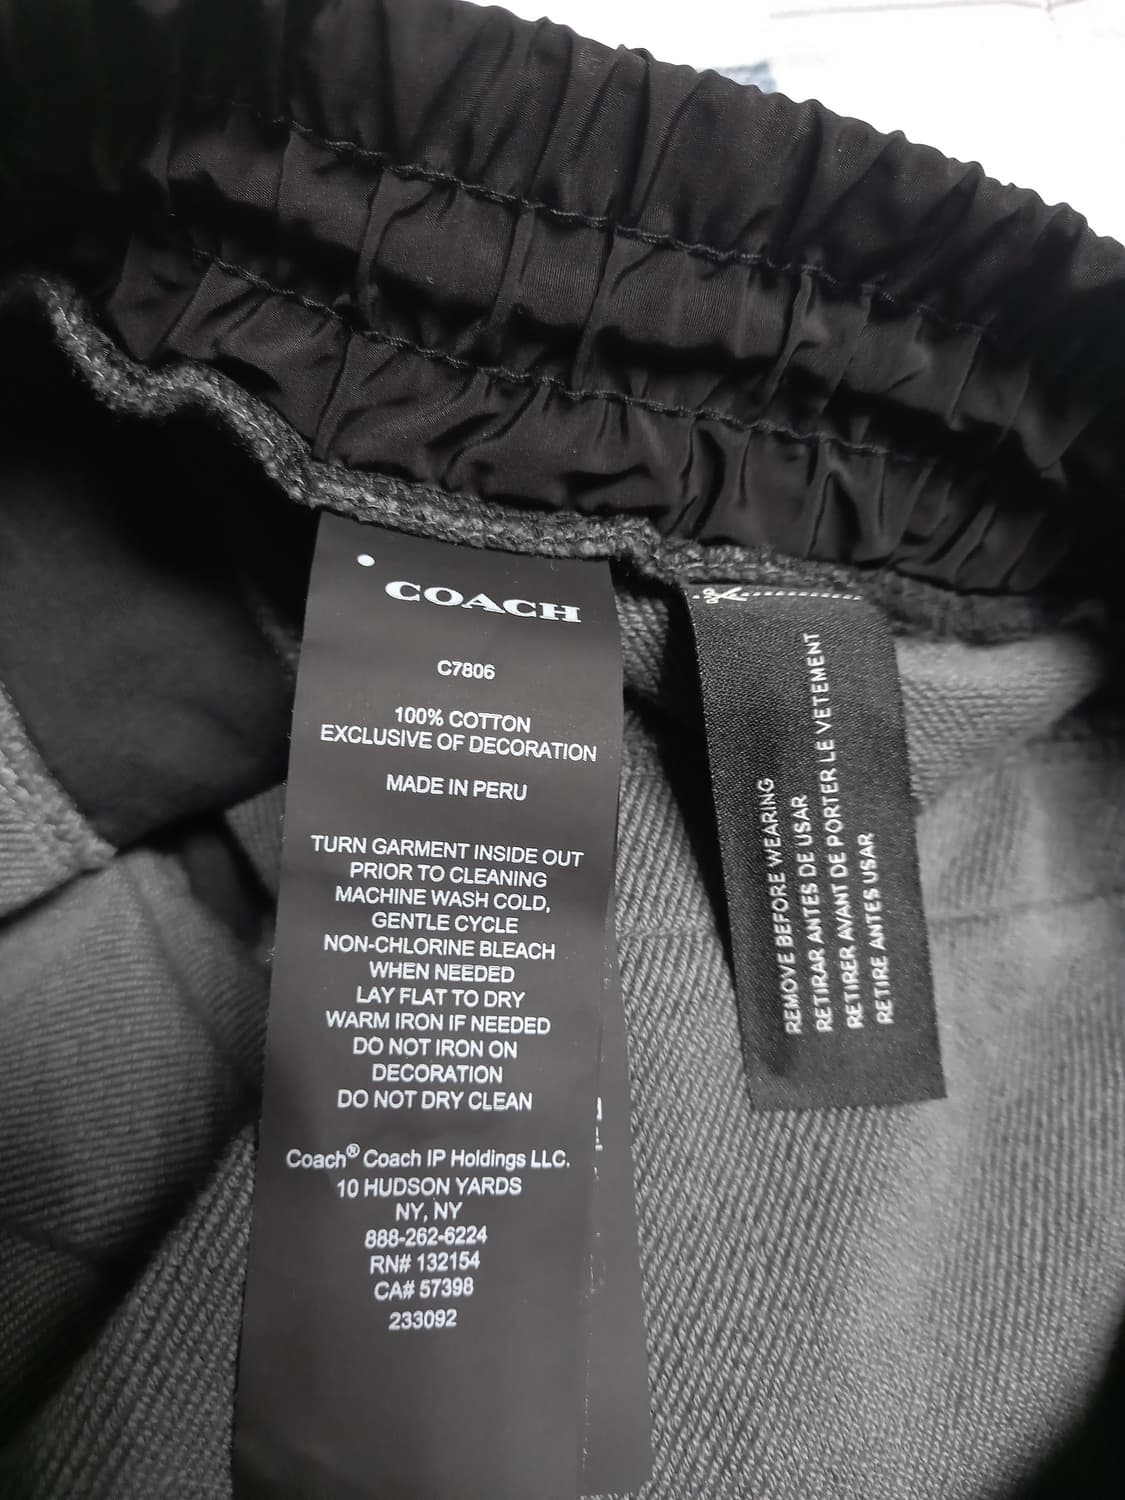 COACH
C7806
100% COTTON
EXCLUSIVE OF DECORATION
MADE IN PERU
TURN GARMENT INSIDE OUT
PRIOR TO CLEANING
MACHINE WASH COLD,
GENTLE CYCLE
NON-CHLORINE BLEACH
WHEN NEEDED
LAY FLAT TO DRY
WARM IRON IF NEEDED
DO NOT IRON ON
DECORATION
DO NOT DRY CLEAN
Coach® Coach IP Holdings LLC.
10 HUDSON YARDS
NY, NY
888-262-6224
RN# 132154
CA# 57398
233092
REMOVE BEFORE WEARING
RETIRAR ANTES DE USAR
RETIRER AVANT DE PORTER LE VETEMENT
RETIRE ANTES USAR